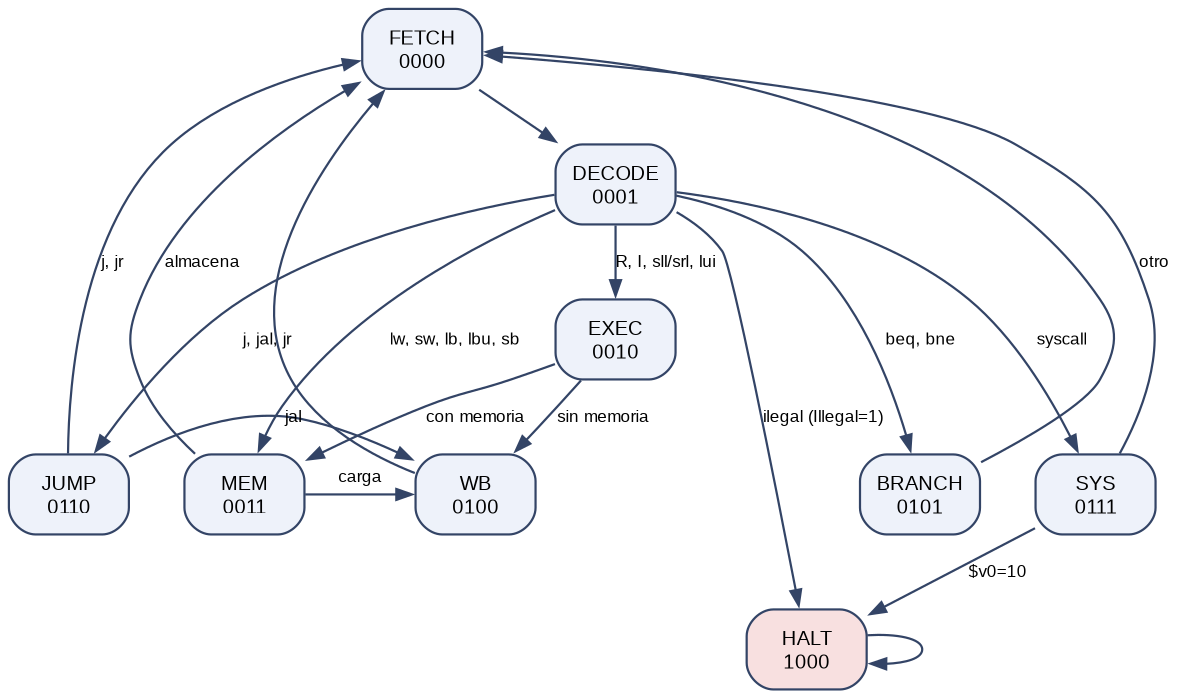 FETCH
0000
DECODE
0001
j, jr
almacena
R, I, sll/srl, lui
otro
EXEC
0010
j, jal, jr
lw, sw, lb, lbu, sb
beq, bne
syscall
jal
con memoria
sin memoria
ilegal (Illegal=1)
carga
JUMP
0110
MEM
0011
WB
0100
BRANCH
0101
SYS
0111
$v0=10
HALT
1000